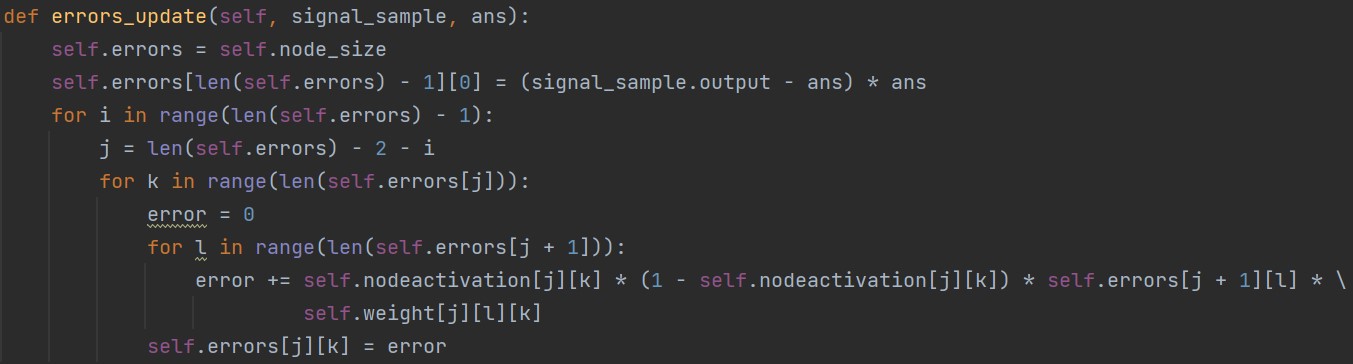 def errors_update(self, signal_sample, ans):
    self.errors = self.node_size
    self.errors[len(self.errors) - 1][0] = (signal_sample.output - ans) * ans
    for i in range(len(self.errors) - 1):
        j = len(self.errors) - 2 - i
        for k in range(len(self.errors[j])):
            error = 0
            for l in range(len(self.errors[j + 1])):
                error += self.nodeactivation[j][k] * (1 - self.nodeactivation[j][k]) * self.errors[j + 1][l] * \
                         self.weight[j][l][k]
            self.errors[j][k] = error